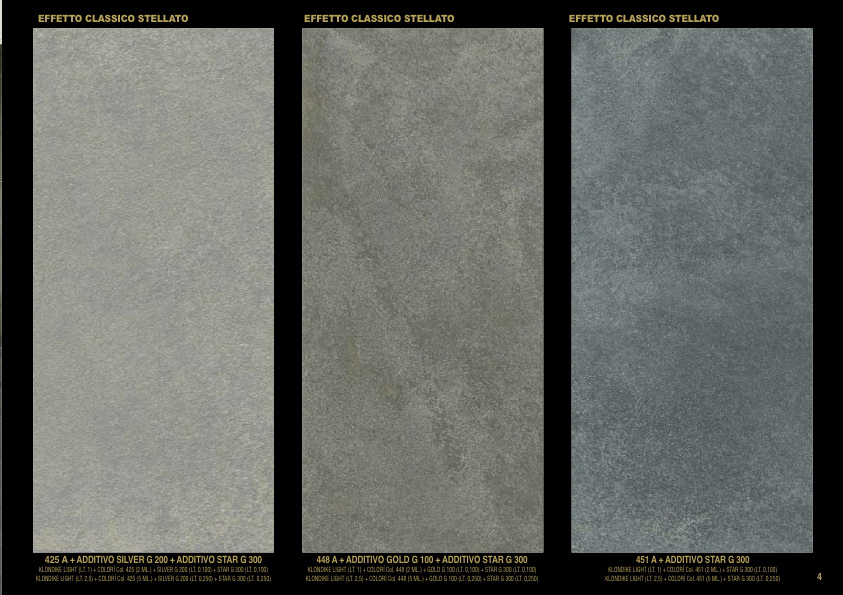 EFFETTO CLASSICO STELLATO
425 A + ADDITIVO SILVER G 200 + ADDITIVO STAR G 300
KLONDIKE LIGHT (LT. 1) + COLORÌ Col. 425 (2 ML.) + SILVER G 200 (LT. 0,100) + STAR G 300 (LT. 0,100)
KLONDIKE LIGHT (LT. 2,5) + COLORÌ Col. 425 (5 ML.) + SILVER G 200 (LT. 0,250) + STAR G 300 (LT. 0,250)
EFFETTO CLASSICO STELLATO
448 A + ADDITIVO GOLD G 100 + ADDITIVO STAR G 300
KLONDIKE LIGHT (LT. 1) + COLORÌ Col. 448 (2 ML.) + GOLD G 100 (LT. 0,100) + STAR G 300 (LT. 0,100)
KLONDIKE LIGHT (LT. 2,5) + COLORÌ Col. 448 (5 ML.) + GOLD G 100 (LT. 0,250) + STAR G 300 (LT. 0,250)
EFFETTO CLASSICO STELLATO
451 A + ADDITIVO STAR G 300
KLONDIKE LIGHT (LT. 1) + COLORÌ Col. 451 (2 ML.) + STAR G 300 (LT. 0,100)
KLONDIKE LIGHT (LT. 2,5) + COLORÌ Col. 451 (5 ML.) + STAR G 300 (LT. 0,250)
4